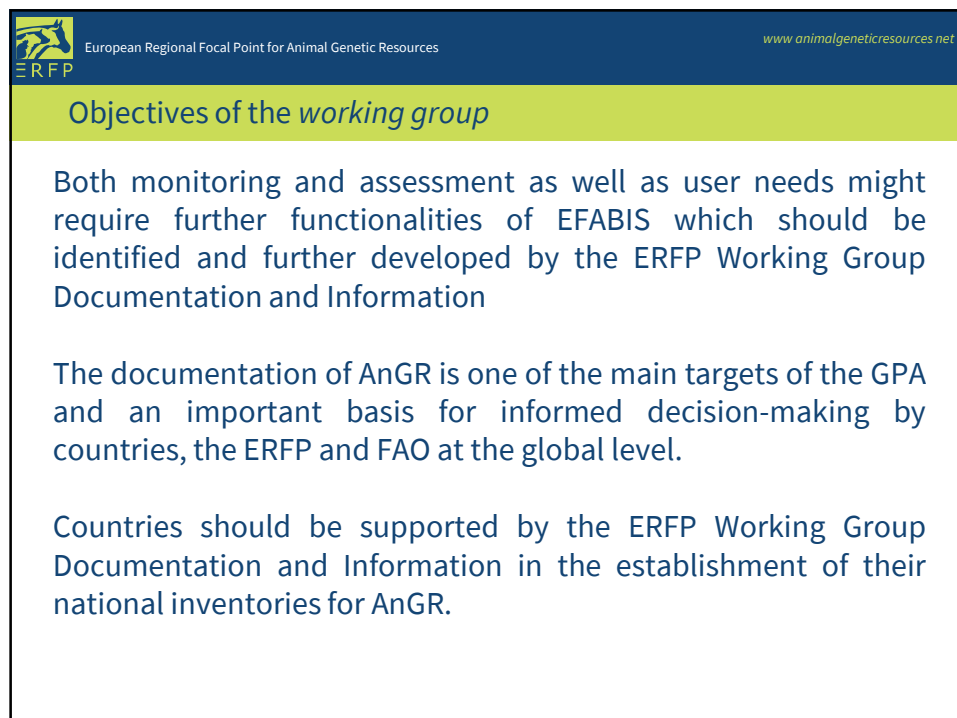 European Regional Focal Point for Animal Genetic Resources
www animalgeneticresources net
ERFP
Objectives of the working group
Both monitoring and assessment as well as user needs might
require further functionalities of EFABIS which should be
identified and further developed by the ERFP Working Group
Documentation and Information
The documentation of AnGR is one of the main targets of the GPA
and an important basis for informed decision-making by
countries, the ERFP and FAO at the global level.
Countries should be supported by the ERFP Working Group
Documentation and Information in the establishment of their
national inventories for AnGR.